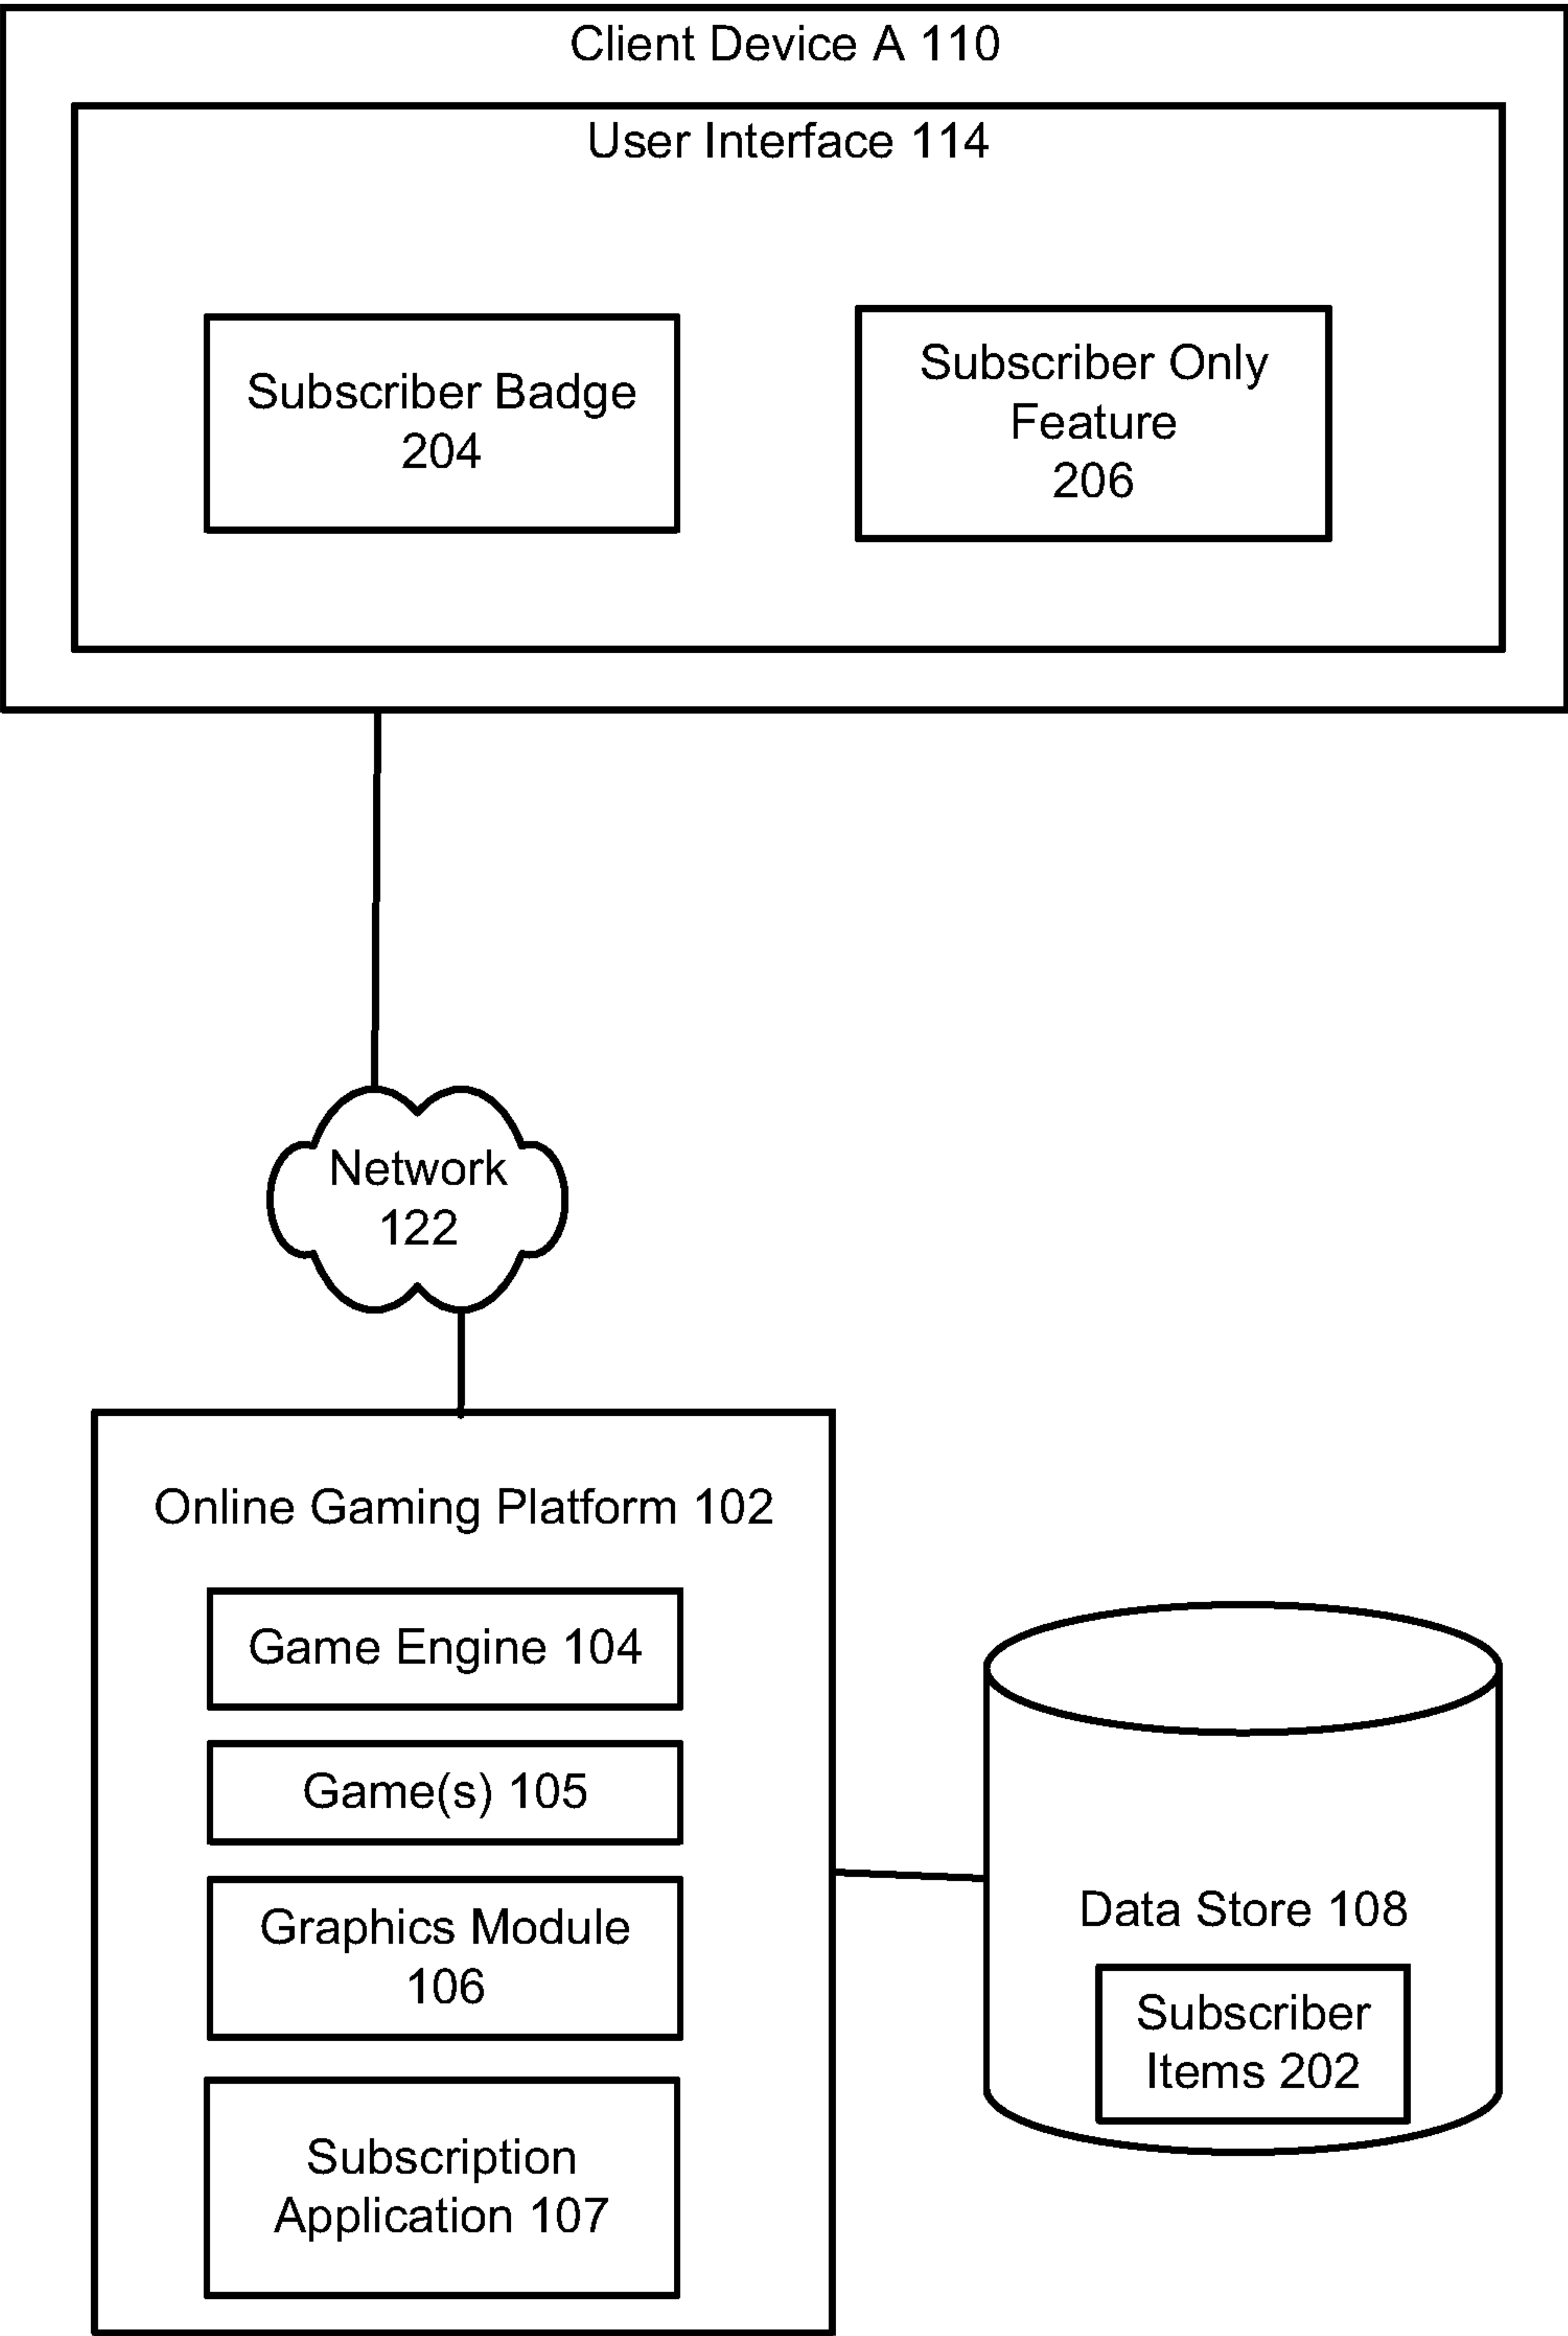 Client Device A 110
User Interface 114
Subscriber Badge
204
Subscriber Only
Feature
206
Network
122
Online Gaming Platform 102
Game Engine 104
Game(s) 105
Graphics Module
106
Subscription
Application 107
Data Store 108
Subscriber
Items 202